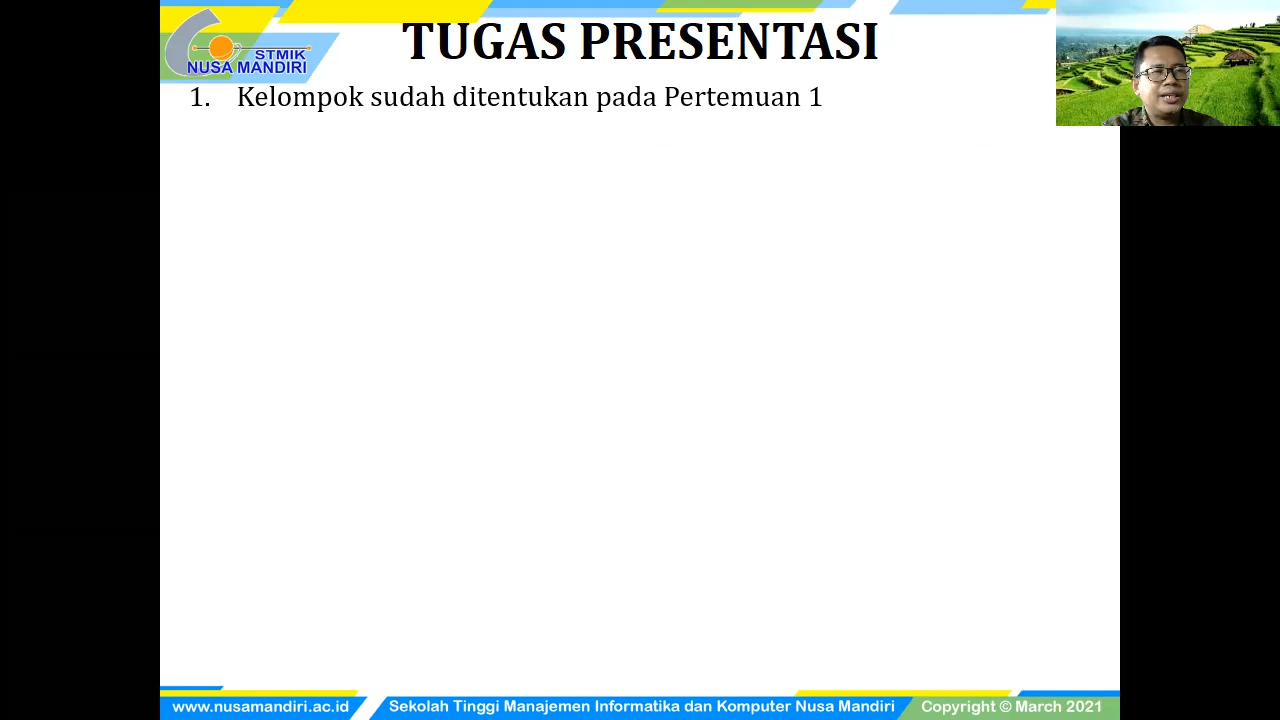 STMIK
NUSA MANDIRI
TUGAS PRESENTASI
1. Kelompok sudah ditentukan pada Pertemuan 1
www.nusamandiri.ac.id
Sekolah Tinggi Manajemen Informatika dan Komputer Nusa Mandiri
Copyright © March 2021